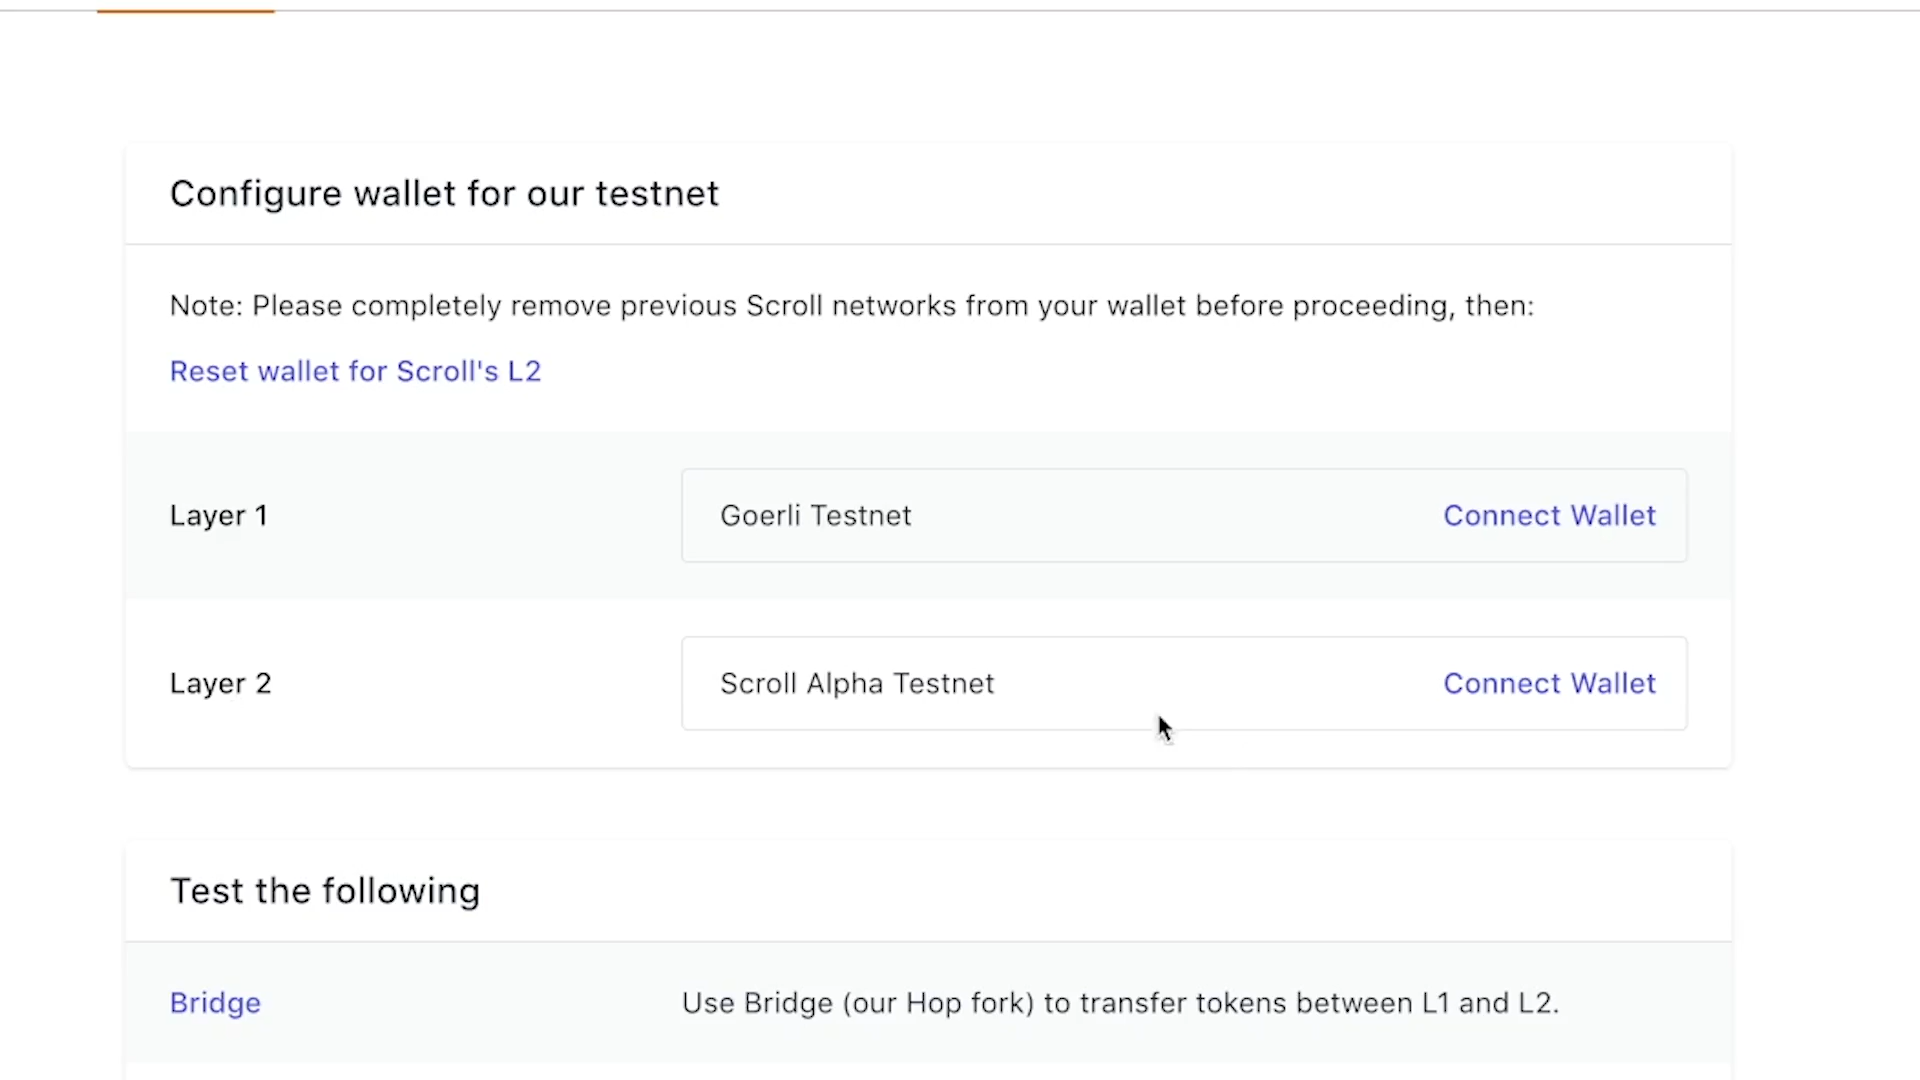 Configure wallet for our testnet
Note: Please completely remove previous Scroll networks from your wallet before proceeding, then:
Reset wallet for Scroll's L2
Layer 1
Goerli Testnet
Connect Wallet
Layer 2
Scroll Alpha Testnet
Connect Wallet
Test the following
Bridge
Use Bridge (our Hop fork) to transfer tokens between L1 and L2.